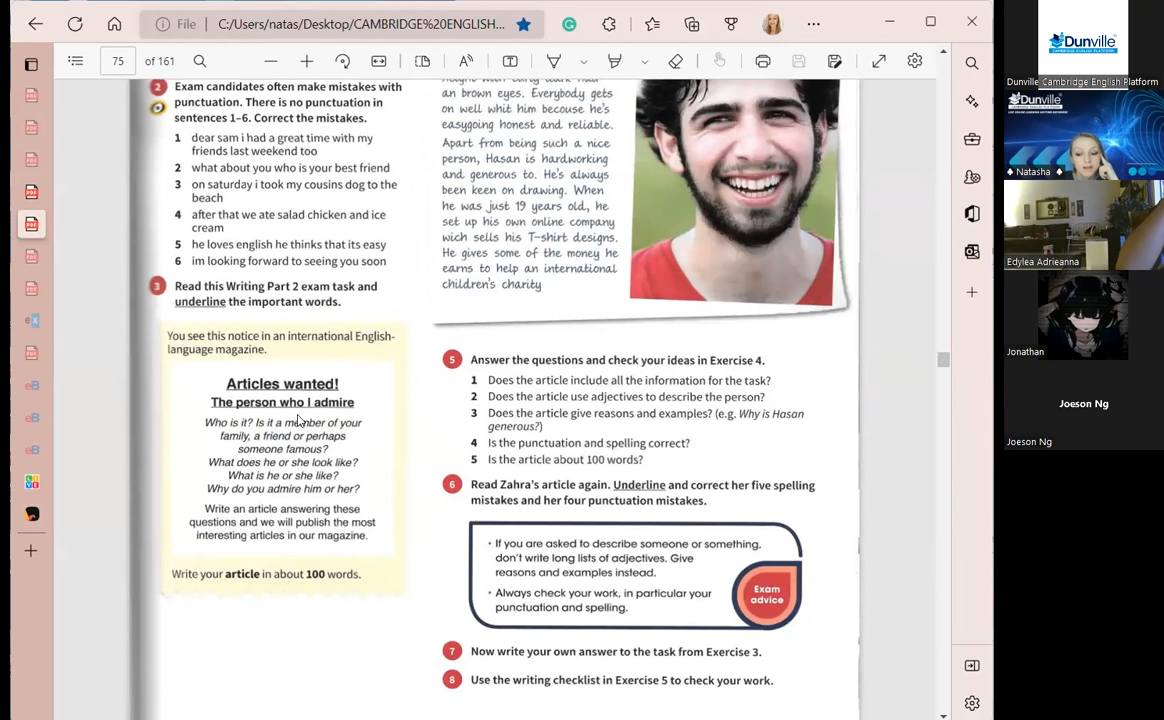 File
C:/Users/natas/Desktop/CAMBRIDGE%20ENGLISH...
75 of 161
2 Exam candidates often make mistakes with
punctuation. There is no punctuation in
sentences 1–6. Correct the mistakes.
1 dear sam i had a great time with my
friends last weekend too
2 what about you who is your best friend
3 on saturday i took my cousins dog to the
beach
4 after that we ate salad chicken and ice
cream
5 he loves english he thinks that its easy
6 im looking forward to seeing you soon
3 Read this Writing Part 2 exam task and
underline the important words.
You see this notice in an international English-
language magazine.
Articles wanted!
The person who I admire
Who is it? Is it a member of your
family, a friend or perhaps
someone famous?
What does he or she look like?
What is he or she like?
Why do you admire him or her?
Write an article answering these
questions and we will publish the most
interesting articles in our magazine.
Write your article in about 100 words.
an brown eyes. Everybody gets
on well whit him becouse he's
easygoing honest and reliable.
Apart from being such a nice
person, Hasan is hardworking
and generous to. He's always
been keen on drawing. When
he was just 19 years old, he
set up his own online company
wich sells his T-shirt designs.
He gives some of the money he
earns to help an international
children's charity
5 Answer the questions and check your ideas in Exercise 4.
1 Does the article include all the information for the task?
2 Does the article use adjectives to describe the person?
3 Does the article give reasons and examples? (e.g. Why is Hasan
generous?)
4 Is the punctuation and spelling correct?
5 Is the article about 100 words?
6 Read Zahra's article again. Underline and correct her five spelling
mistakes and her four punctuation mistakes.
• If you are asked to describe someone or something,
don't write long lists of adjectives. Give
reasons and examples instead.
• Always check your work, in particular your
punctuation and spelling.
Exam
advice
7 Now write your own answer to the task from Exercise 3.
8 Use the writing checklist in Exercise 5 to check your work.
Dunville
Dunville Cambridge English Platform
Dunville
Natasha
Edylea Adrieanna
Jonathan
Joeson Ng
Joeson Ng